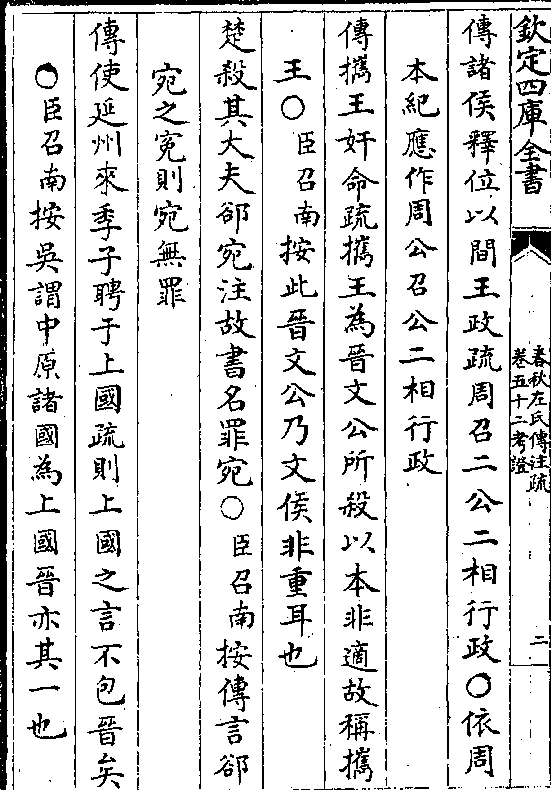 欽定四庫全書
春秋左氏傳注疏
卷五十二考證
二
傳諸侯釋位以間王政疏周召二公二相行政○依周
本紀應作周公召公二相行政
傳攜王奸命疏攜王為晉文公所殺以本非適故稱攜
王○臣召南按此晉文公乃文侯非重耳也
楚殺其大夫郤宛注故書名罪宛○臣召南按傳言郤
宛之寃則宛無罪
傳使延州來季子聘于上國疏則上國之言不包晉矣
○臣召南按吳謂中原諸國為上國晉亦其一也